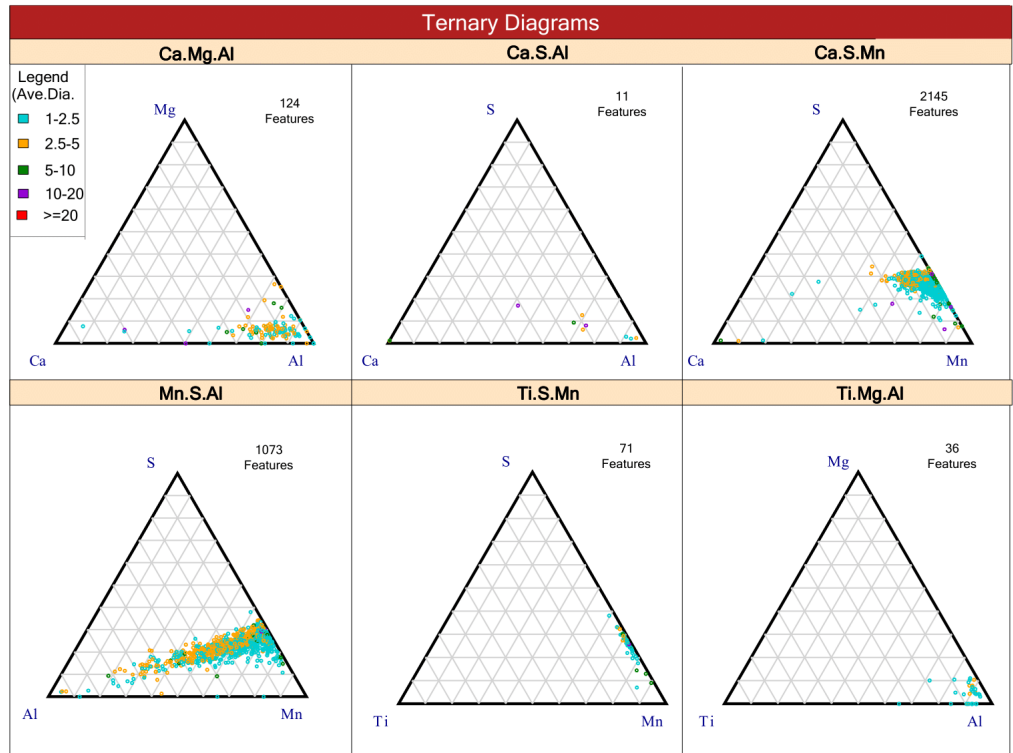 Ternary Diagrams
Ca.Mg.Al
Ca.S.Al
Ca.S.Mn
Legend
(Ave.Dia.
1-2.5
2.5-5
5-10
10-20
>=20
Mg
124
Features
Ca
Al
S
11
Features
Ca
Al
S
2145
Features
Ca
Mn
Mn.S.Al
Ti.S.Mn
Ti.Mg.Al
S
1073
Features
Al
Mn
S
71
Features
Ti
Mn
Mg
36
Features
Ti
Al